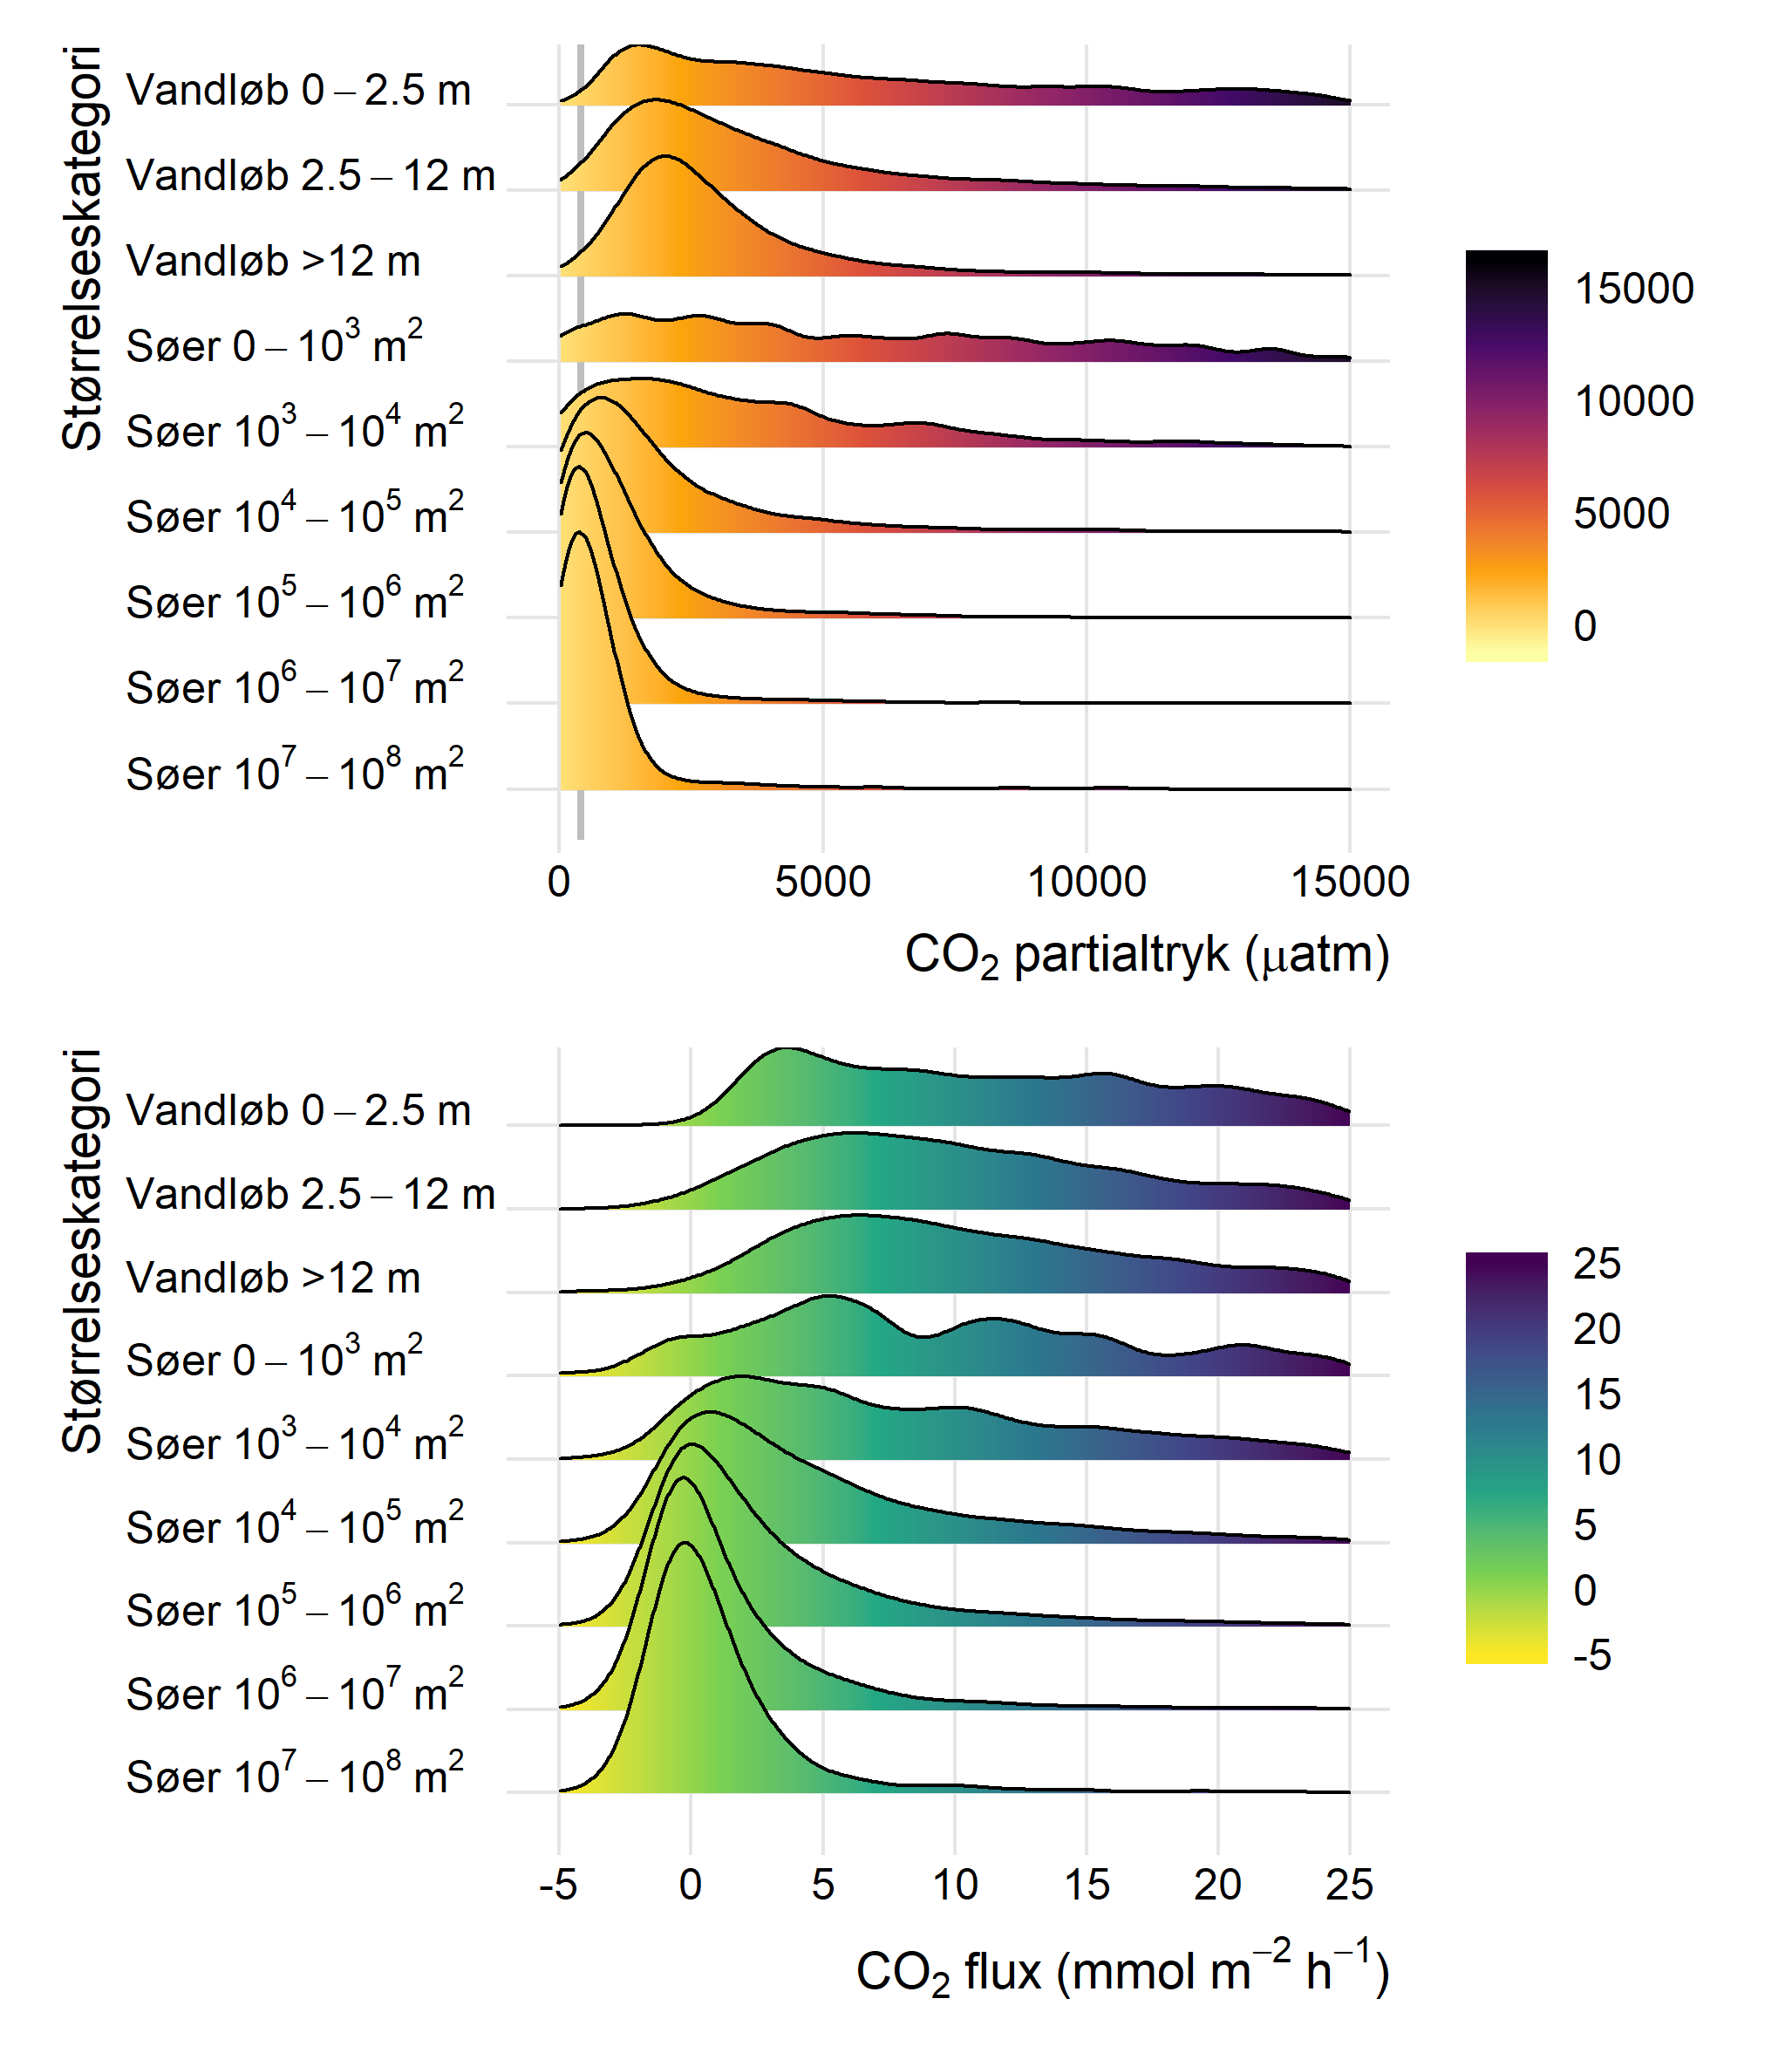 Størrelseskategori
Vandløb 0 – 2.5 m
Vandløb 2.5 – 12 m
Vandløb >12 m
Søer 0 – 10³ m²
Søer 10³ – 10⁴ m²
Søer 10⁴ – 10⁵ m²
Søer 10⁵ – 10⁶ m²
Søer 10⁶ – 10⁷ m²
Søer 10⁷ – 10⁸ m²
0 5000 10000 15000
CO₂ partialtryk (μatm)
15000
10000
5000
0
Størrelseskategori
Vandløb 0 – 2.5 m
Vandløb 2.5 – 12 m
Vandløb >12 m
Søer 0 – 10³ m²
Søer 10³ – 10⁴ m²
Søer 10⁴ – 10⁵ m²
Søer 10⁵ – 10⁶ m²
Søer 10⁶ – 10⁷ m²
Søer 10⁷ – 10⁸ m²
-5 0 5 10 15 20 25
CO₂ flux (mmol m⁻² h⁻¹)
25
20
15
10
5
0
-5